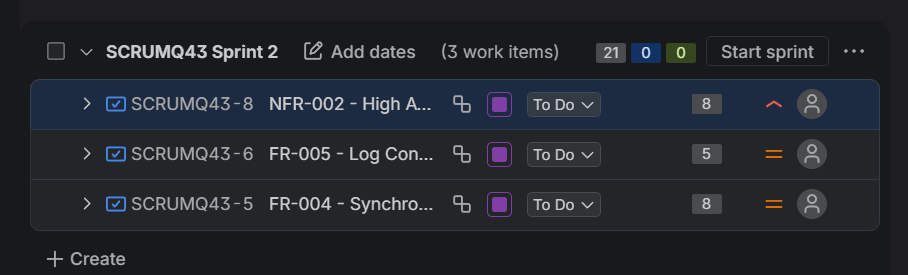 SCRUMQ43 Sprint 2 Add dates (3 work items) 21 0 0 Start sprint
SCRUMQ43-8 NFR-002 - High A... To Do 8
SCRUMQ43-6 FR-005 - Log Con... To Do 5
SCRUMQ43-5 FR-004 - Synchro... To Do 8
Create